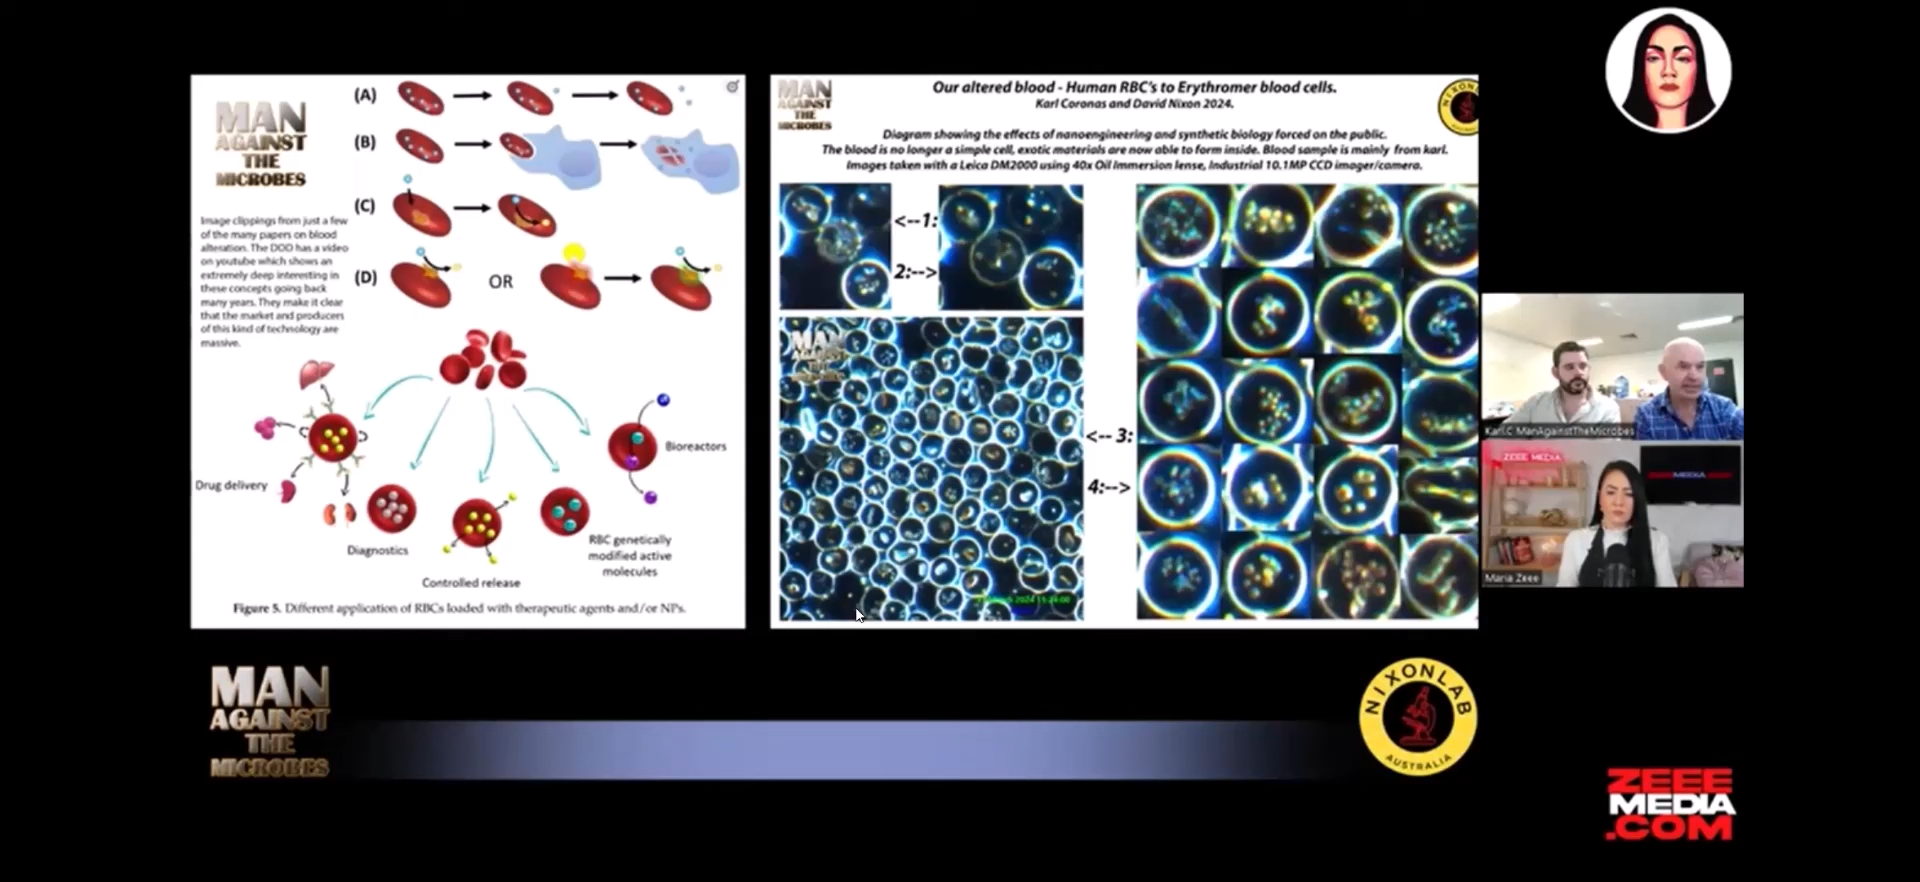 MAN
AGAINST
THE
MICROBES
Image clippings from just a few
of the many papers on blood
alteration. The DOD has a video
on youtube which shows an
extremely deep interesting in
these concepts going back
many years. They make it clear
that the market and producers
of this kind of technology are
massive.
(A)
(B)
(C)
(D)
OR
Drug delivery
Diagnostics
Controlled release
RBC genetically
modified active
molecules
Bioreactors
Figure 5. Different application of RBCs loaded with therapeutic agents and/or NPs.
MAN
AGAINST
THE
MICROBES
Our altered blood - Human RBC's to Erythromer blood cells.
Karl Coronas and David Nixon 2024.
Diagram showing the effects of nanoengineering and synthetic biology forced on the public.
The blood is no longer a simple cell, exotic materials are now able to form inside. Blood sample is mainly from karl.
Images taken with a Leica DM2000 using 40x Oil Immersion lense, Industrial 10.1MP CCD imager/camera.
<--1:
2:-->
<-- 3:
4:-->
Karl.C ManAgainstTheMicrobes
ZEEE MEDIA
MEDIA
Maria Zeee
MAN
AGAINST
THE
MICROBES
NIXONLAB
AUSTRALIA
ZEEE
MEDIA
.COM